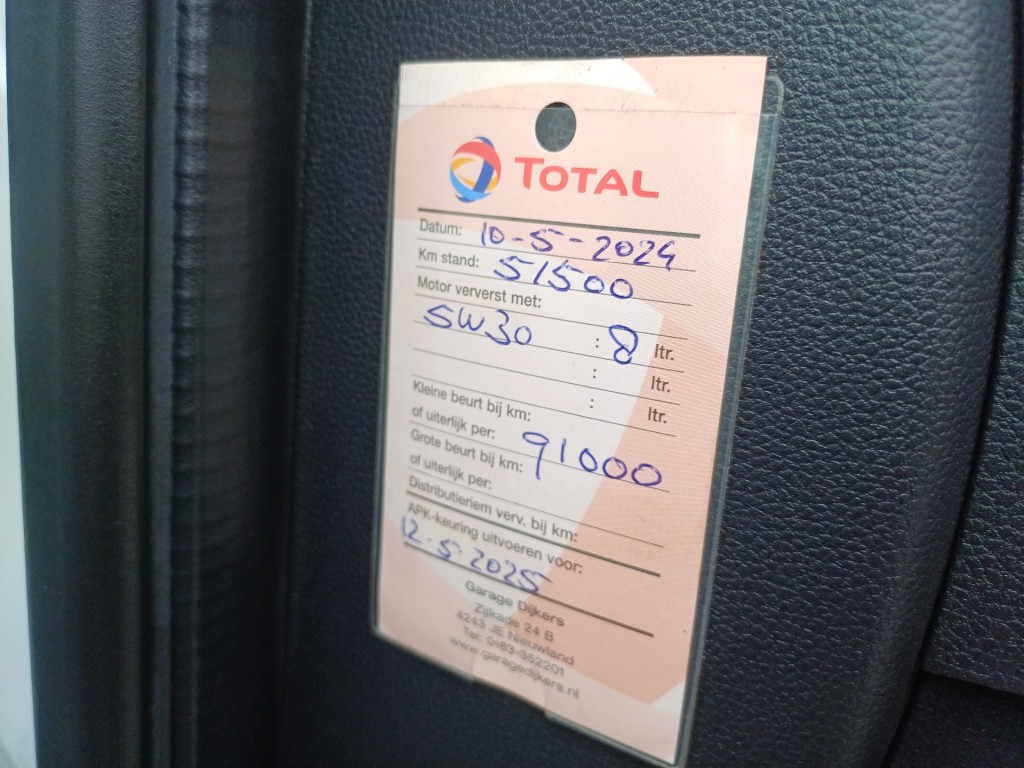 TOTAL
Datum: 10-5-2024
Km stand: 51500
Motor ververst met:
5W30 : 8 ltr.
: ltr.
: ltr.
Kleine beurt bij km:
of uiterlijk per:
Grote beurt bij km: 91000
of uiterlijk per:
Distributieriem verv. bij km:
APK-keuring uitvoeren voor:
12-5-2025
Garage Dijkers
Zijlkade 24 B
4243 JE Nieuwland
Tel: 0183-352201
www.garagedijkers.nl